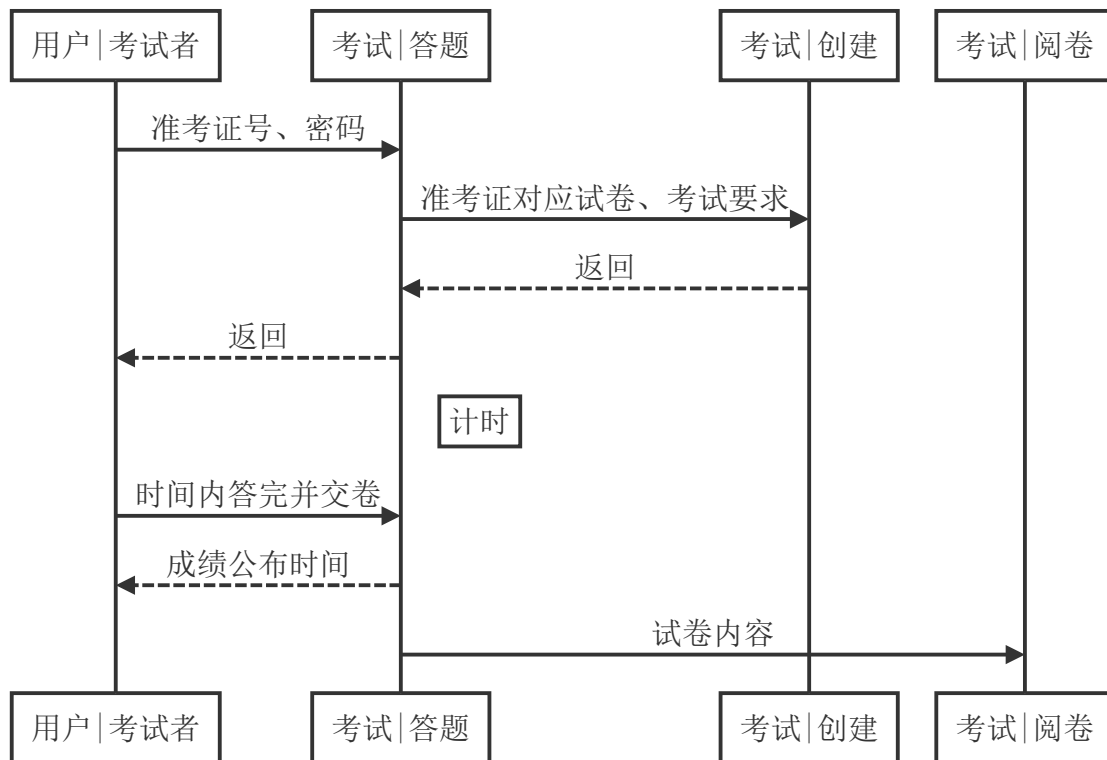 用户|考试者
考试|答题
考试|创建
考试|阅卷
准考证号、密码
准考证对应试卷、考试要求
返回
返回
计时
时间内答完并交卷
成绩公布时间
试卷内容
用户|考试者
考试|答题
考试|创建
考试|阅卷